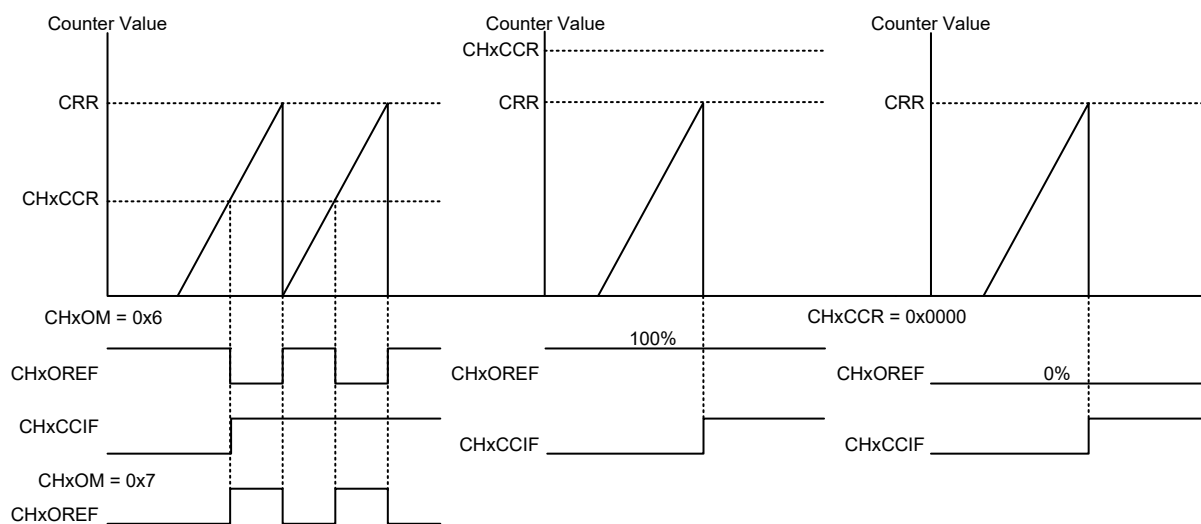 Counter Value
CRR
CHxCCR
CHxOM = 0x6
CHxOREF
CHxCCIF
CHxOM = 0x7
CHxOREF
Counter Value
CHxCCR
CRR
100%
CHxOREF
CHxCCIF
Counter Value
CRR
CHxCCR = 0x0000
CHxOREF
0%
CHxCCIF